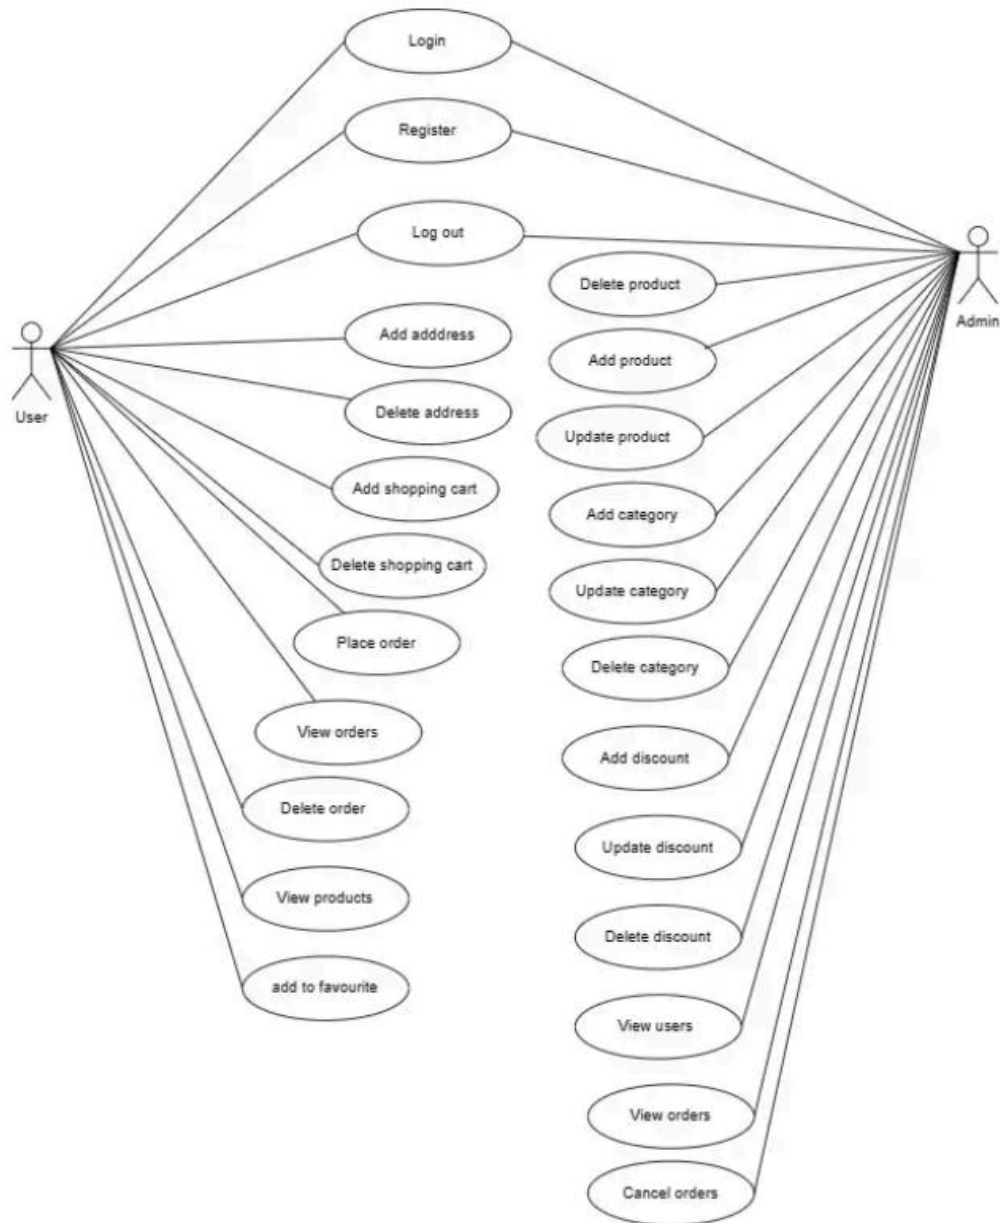 Login
Register
Log out
Delete product
Admin
Add adddress
User
Add product
Delete address
Update product
Add shopping cart
Add category
Delete shopping cart
Update category
Place order
Delete category
View orders
Add discount
Delete order
Update discount
View products
Delete discount
add to favourite
View users
View orders
Cancel orders